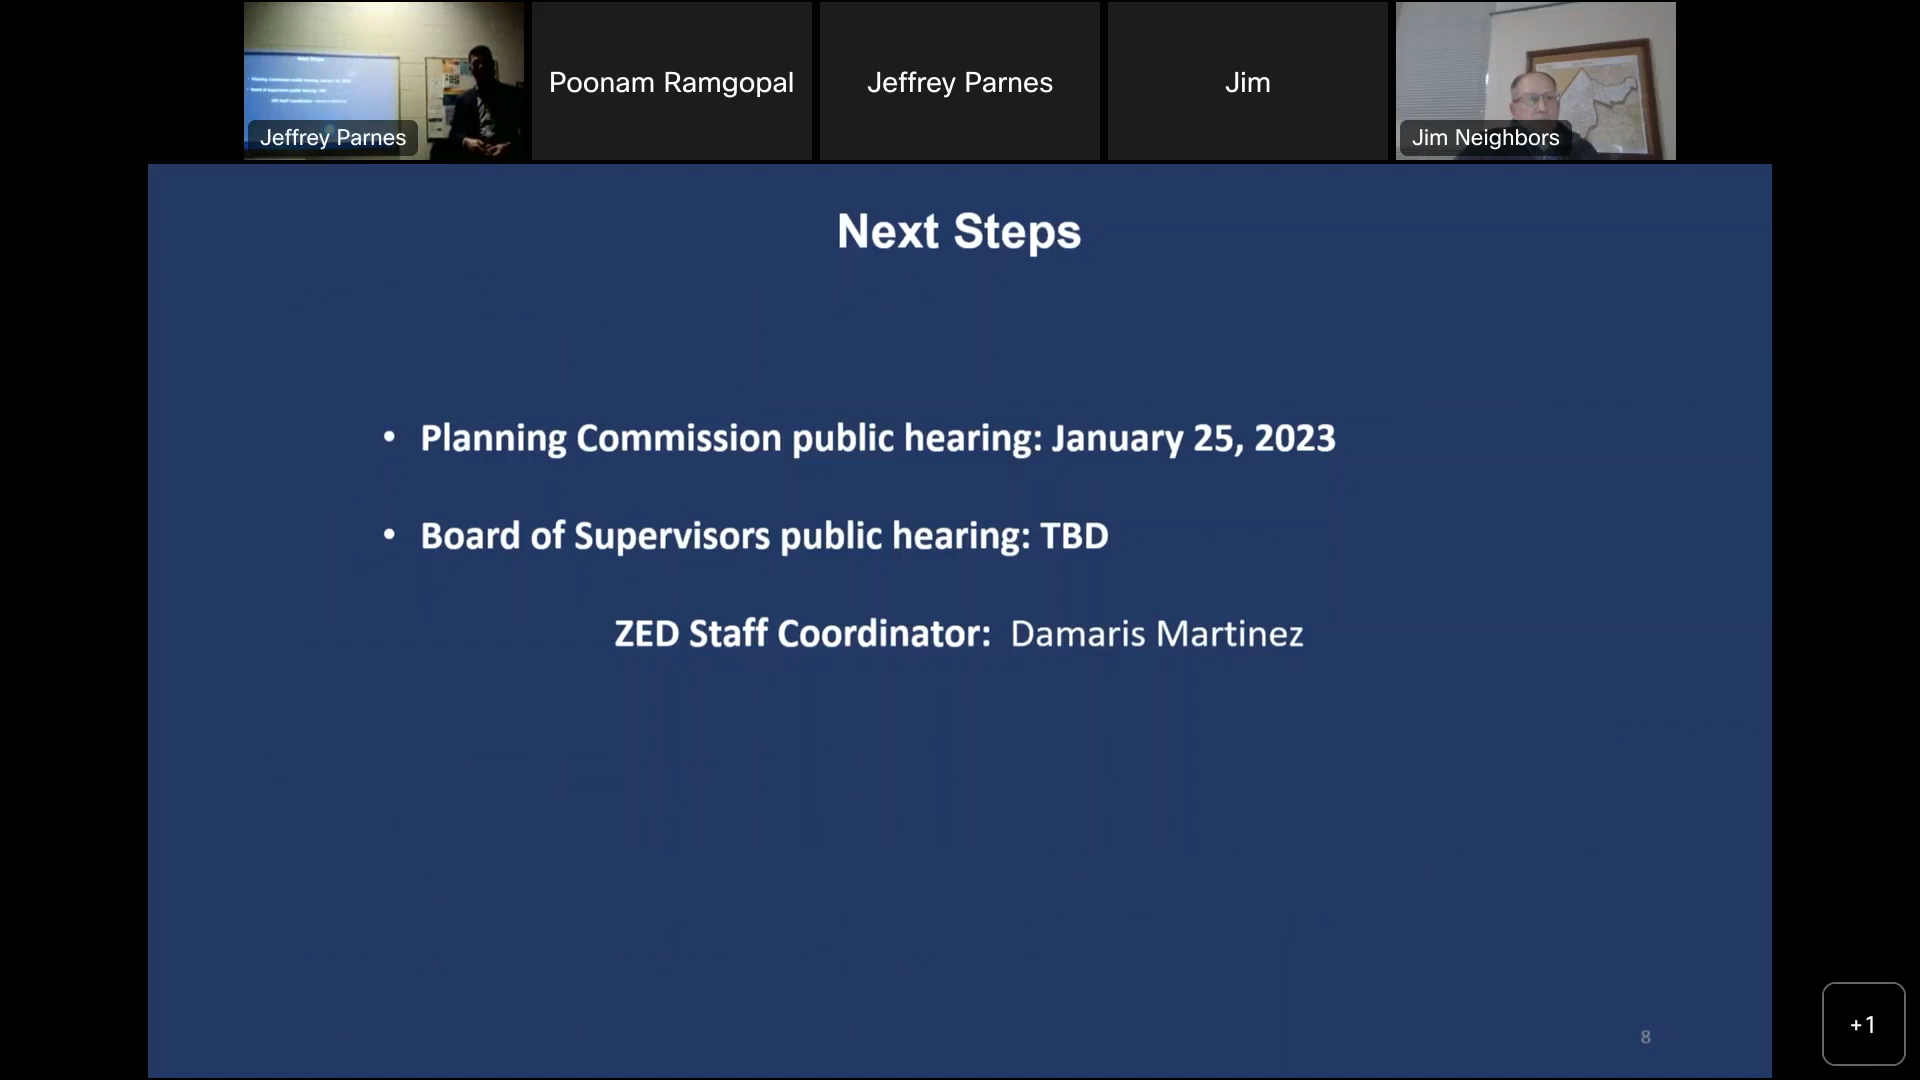 Jeffrey Parnes
Poonam Ramgopal
Jeffrey Parnes
Jim
Jim Neighbors
Next Steps
• Planning Commission public hearing: January 25, 2023
• Board of Supervisors public hearing: TBD
ZED Staff Coordinator: Damaris Martinez
8
+1